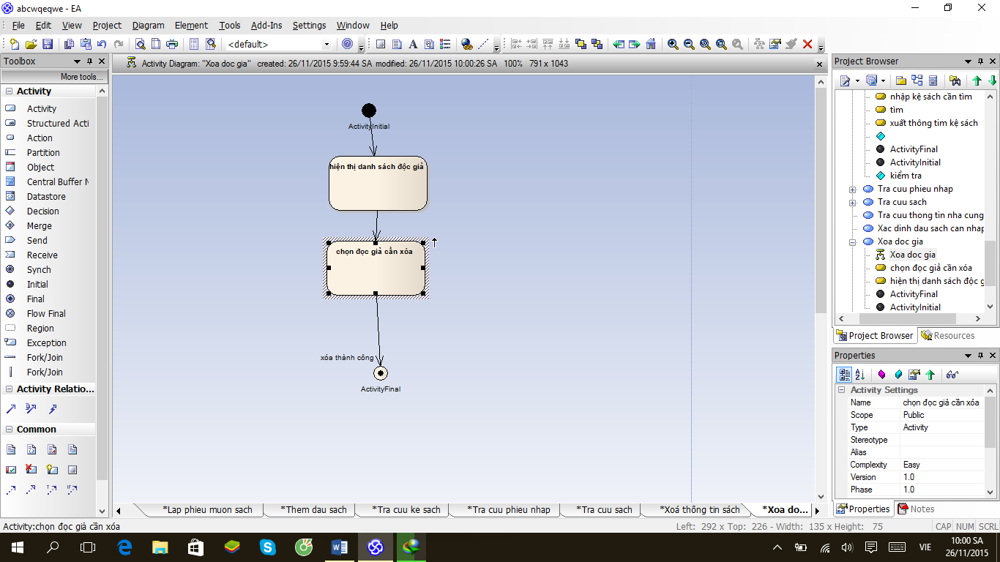 abcwqeqwe - EA
File Edit View Project Diagram Element Tools Add-Ins Settings Window Help
<default>
Toolbox
More tools...
Activity
Activity
Structured Acti
Action
Partition
Object
Central Buffer N
Datastore
Decision
Merge
Send
Receive
Synch
Initial
Final
Flow Final
Region
Exception
Fork/Join
Fork/Join
Activity Relatio...
Common
Activity Diagram: "Xoa doc gia" created: 26/11/2015 9:59:44 SA modified: 26/11/2015 10:00:26 SA 100% 791 x 1043
ActivityInitial
hiện thị danh sách độc giả
chọn đọc giả cần xóa
xóa thành công
ActivityFinal
*Lap phieu muon sach *Them dau sach *Tra cuu ke sach *Tra cuu phieu nhap *Tra cuu sach *Xoá thông tin sách *Xoa do...
Project Browser
nhập kệ sách cần tìm
tìm
xuất thông tim kệ sách
ActivityFinal
ActivityInitial
kiểm tra
Tra cuu phieu nhap
Tra cuu sach
Tra cuu thong tin nha cung
Xac dinh dau sach can nhap
Xoa doc gia
Xoa doc gia
chọn đọc giả cần xóa
hiện thị danh sách độc g
ActivityFinal
ActivityInitial
Project Browser Resources
Properties
Activity Settings
Name chọn đọc giả cần xóa
Scope Public
Type Activity
Stereotype
Alias
Complexity Easy
Version 1.0
Phase 1.0
Properties Notes
Activity:chọn đọc giả cần xóa
Left: 292 x Top: 226 - Width: 135 x Height: 75 CAP NUM SCRL
VIE
10:00 SA
26/11/2015